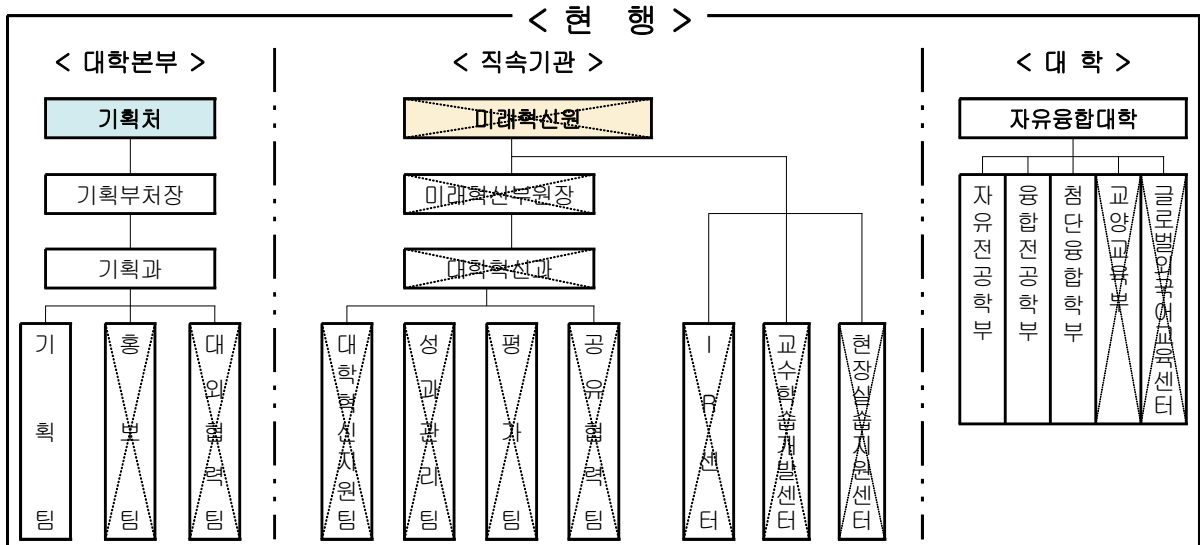 < 현 행 >
< 대학본부 >
< 직속기관 >
< 대 학 >
기획처
미래혁신원
자유융합대학
기획부처장
미래혁신부원장
기획과
대학혁신과
자유전공학부
융합전공학부
첨단융합학부
교양교육부
글로벌외국어교육센터
기획팀
홍보팀
대외협력팀
대학혁신지원팀
성과관리팀
평가팀
공유협력팀
IR센터
교수학습개발센터
현장실습지원센터